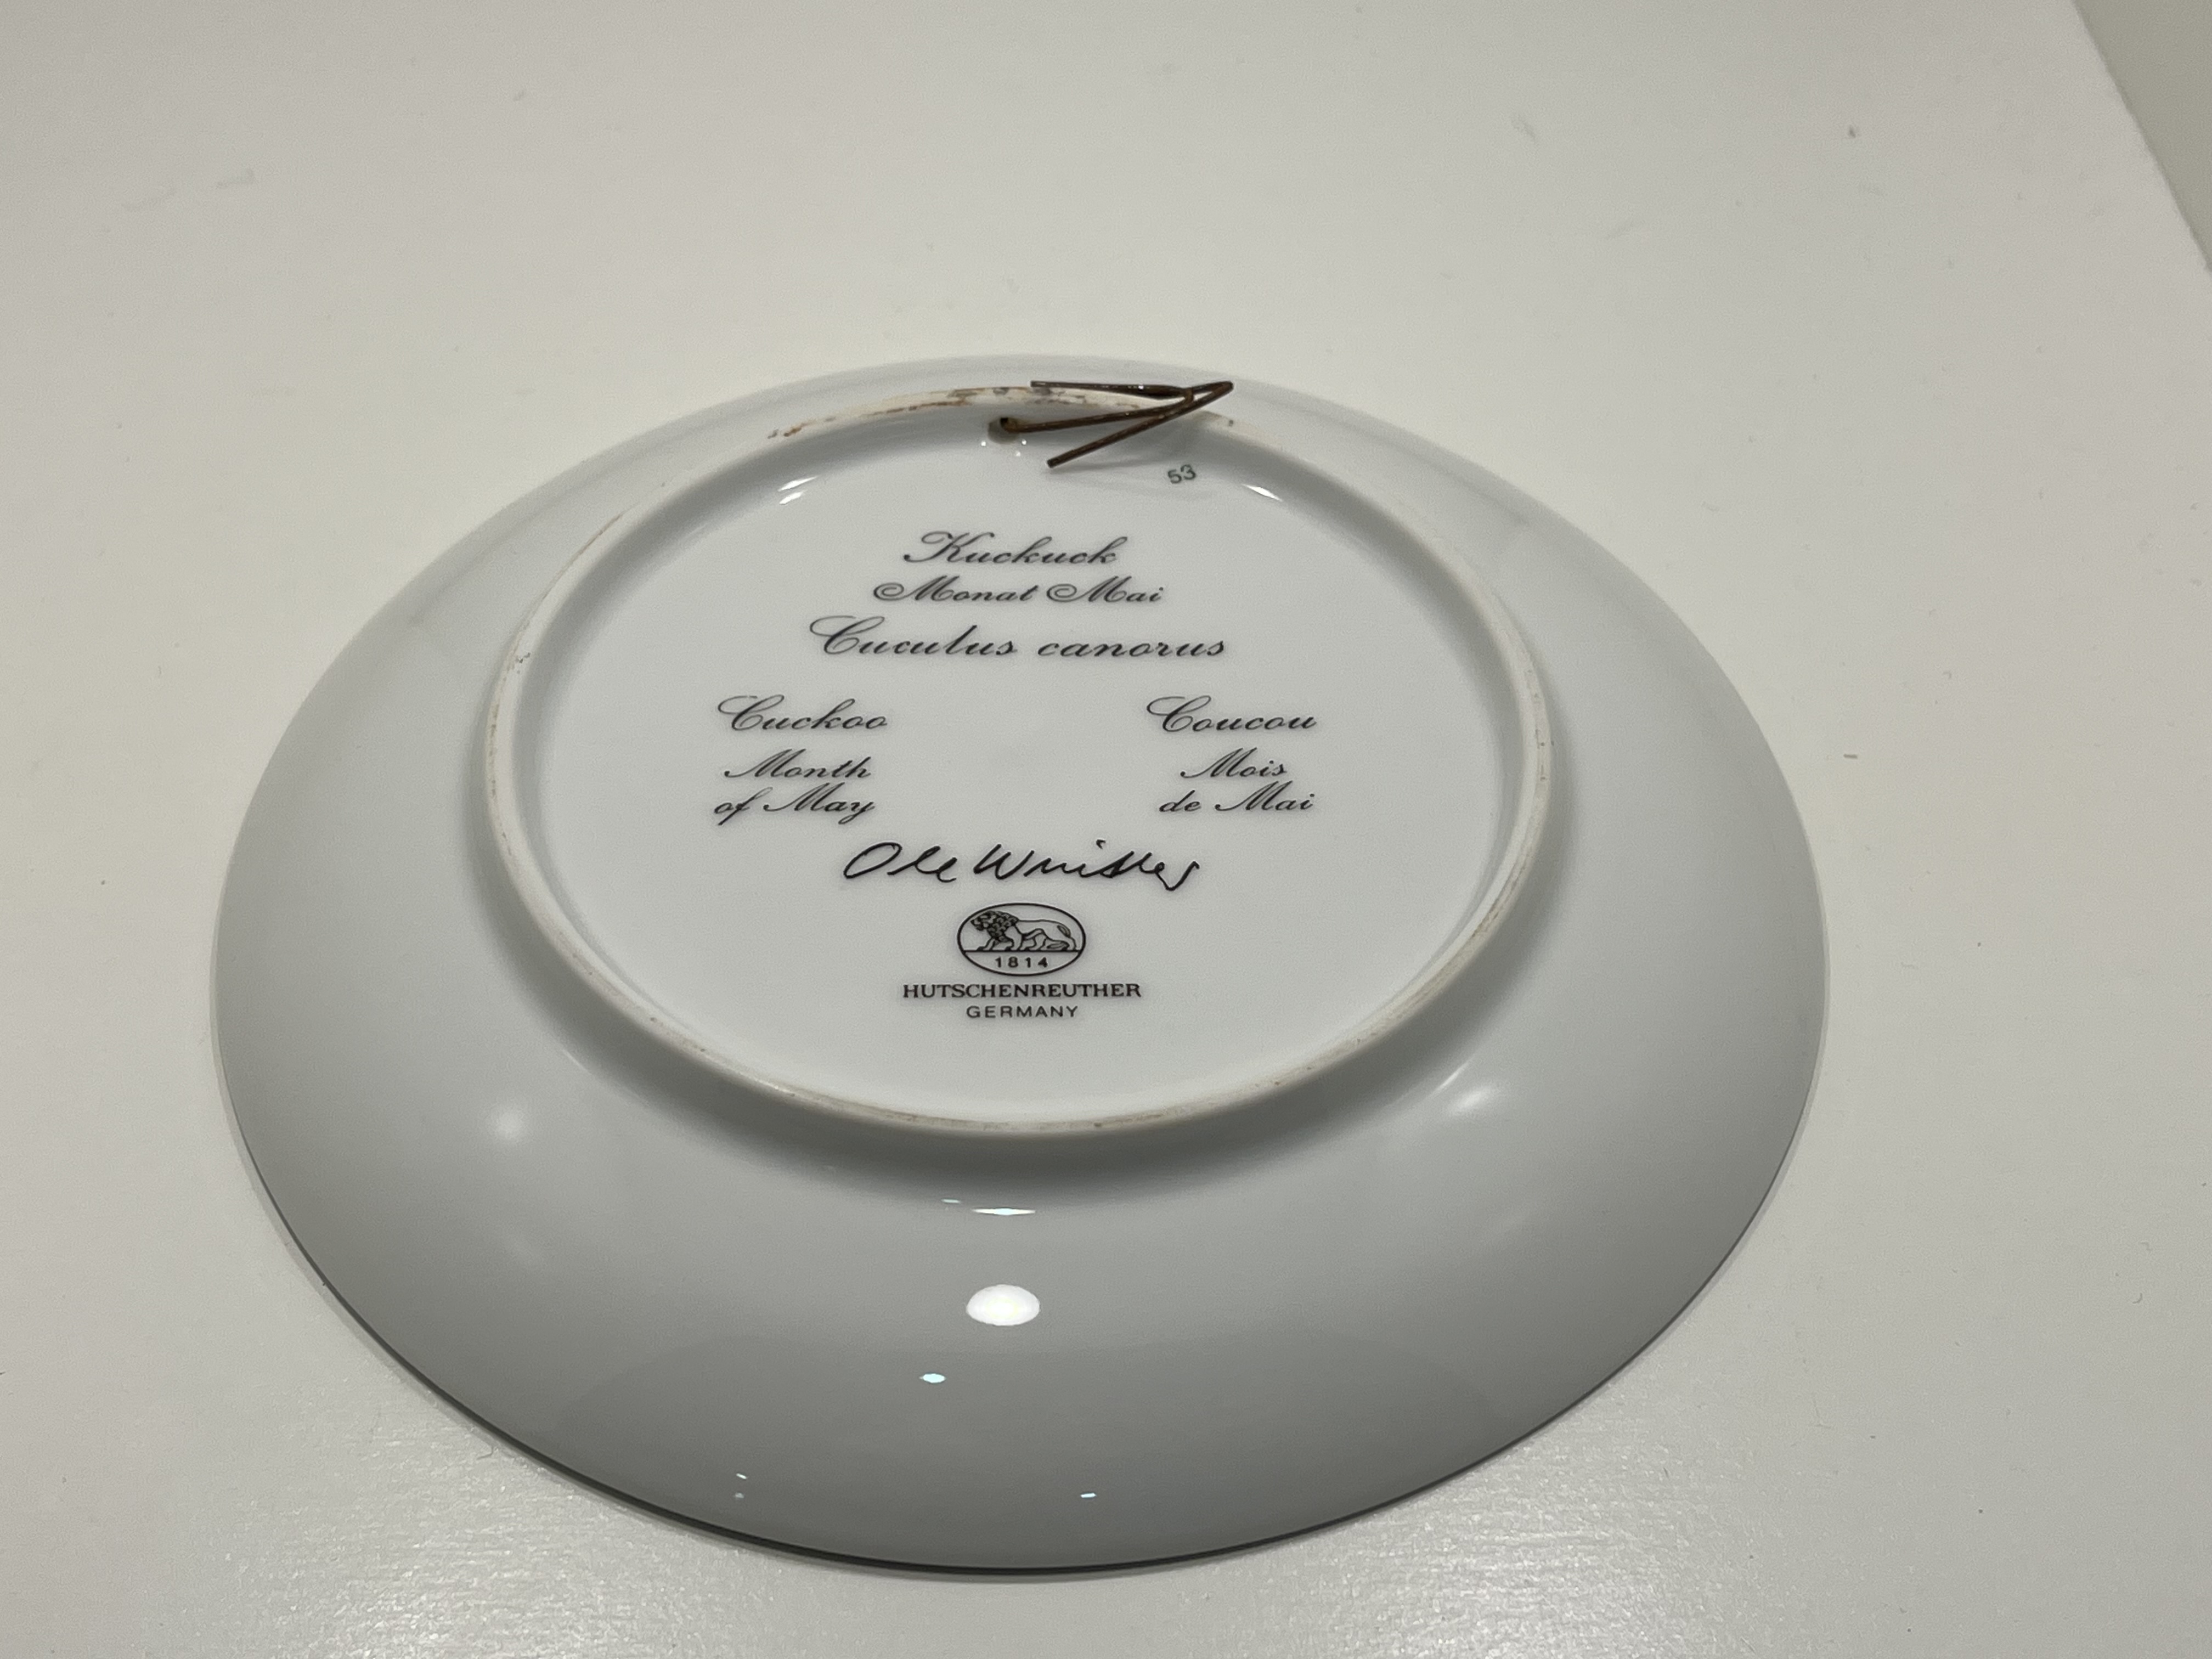 53
Kuckuck
Monat Mai
Cuculus canorus
Cuckoo
Month
of May
Coucou
Mois
de Mai
Ole Winther
1814
HUTSCHENREUTHER
GERMANY